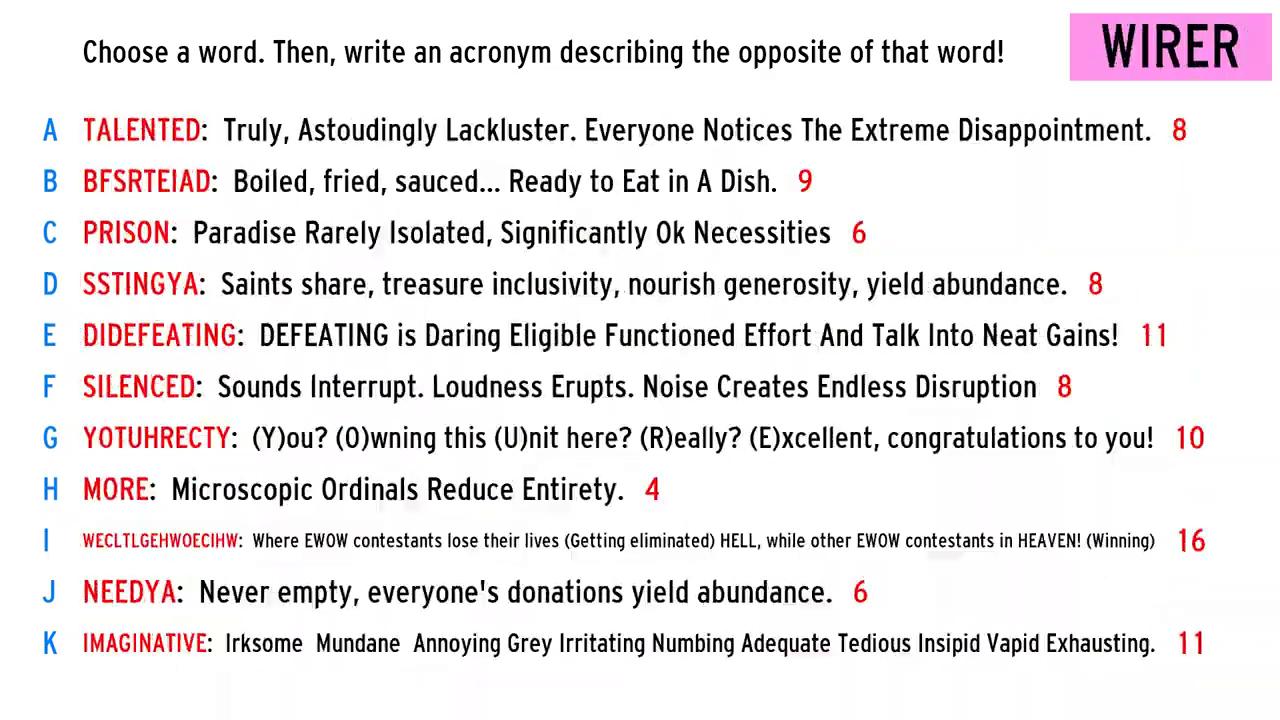 Choose a word. Then, write an acronym describing the opposite of that word!
WIRER
A TALENTED: Truly, Astoudingly Lackluster. Everyone Notices The Extreme Disappointment. 8
B BFSRTEIAD: Boiled, fried, sauced... Ready to Eat in A Dish. 9
C PRISON: Paradise Rarely Isolated, Significantly Ok Necessities 6
D SSTINGYA: Saints share, treasure inclusivity, nourish generosity, yield abundance. 8
E DIDEFEATING: DEFEATING is Daring Eligible Functioned Effort And Talk Into Neat Gains! 11
F SILENCED: Sounds Interrupt. Loudness Erupts. Noise Creates Endless Disruption 8
G YOTUHRECTY: (Y)ou? (O)wning this (U)nit here? (R)eally? (E)xcellent, congratulations to you! 10
H MORE: Microscopic Ordinals Reduce Entirety. 4
I WECLTLGEHWOECIHW: Where EWOW contestants lose their lives (Getting eliminated) HELL, while other EWOW contestants in HEAVEN! (Winning) 16
J NEEDYA: Never empty, everyone's donations yield abundance. 6
K IMAGINATIVE: Irksome Mundane Annoying Grey Irritating Numbing Adequate Tedious Insipid Vapid Exhausting. 11